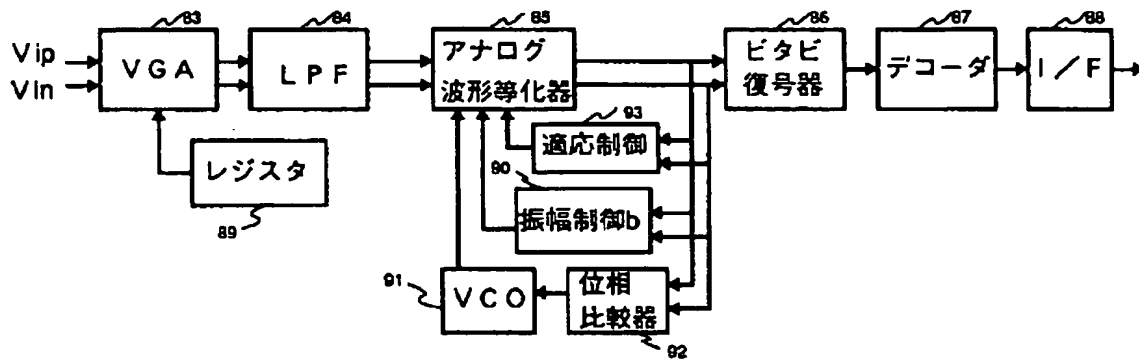 83
84
85
86
87
88
Vip
Vin
VGA
LPF
アナログ
波形等化器
ビタビ
復号器
デコーダ
I/F
レジスタ
89
93
適応制御
90
振幅制御b
91
VCO
位相
比較器
92